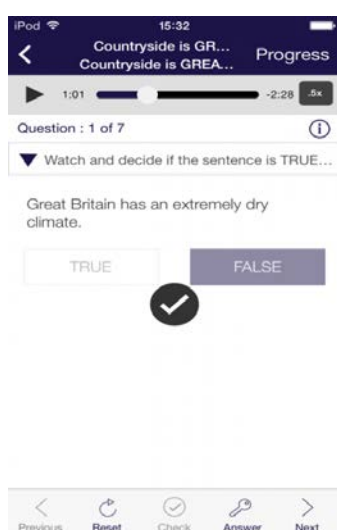 iPod 15:32
Countryside is GR...
Countryside is GREA... Progress
1:01 -2:28 .5x
Question : 1 of 7
Watch and decide if the sentence is TRUE...
Great Britain has an extremely dry
climate.
TRUE FALSE
Previous Reset Check Answer Next